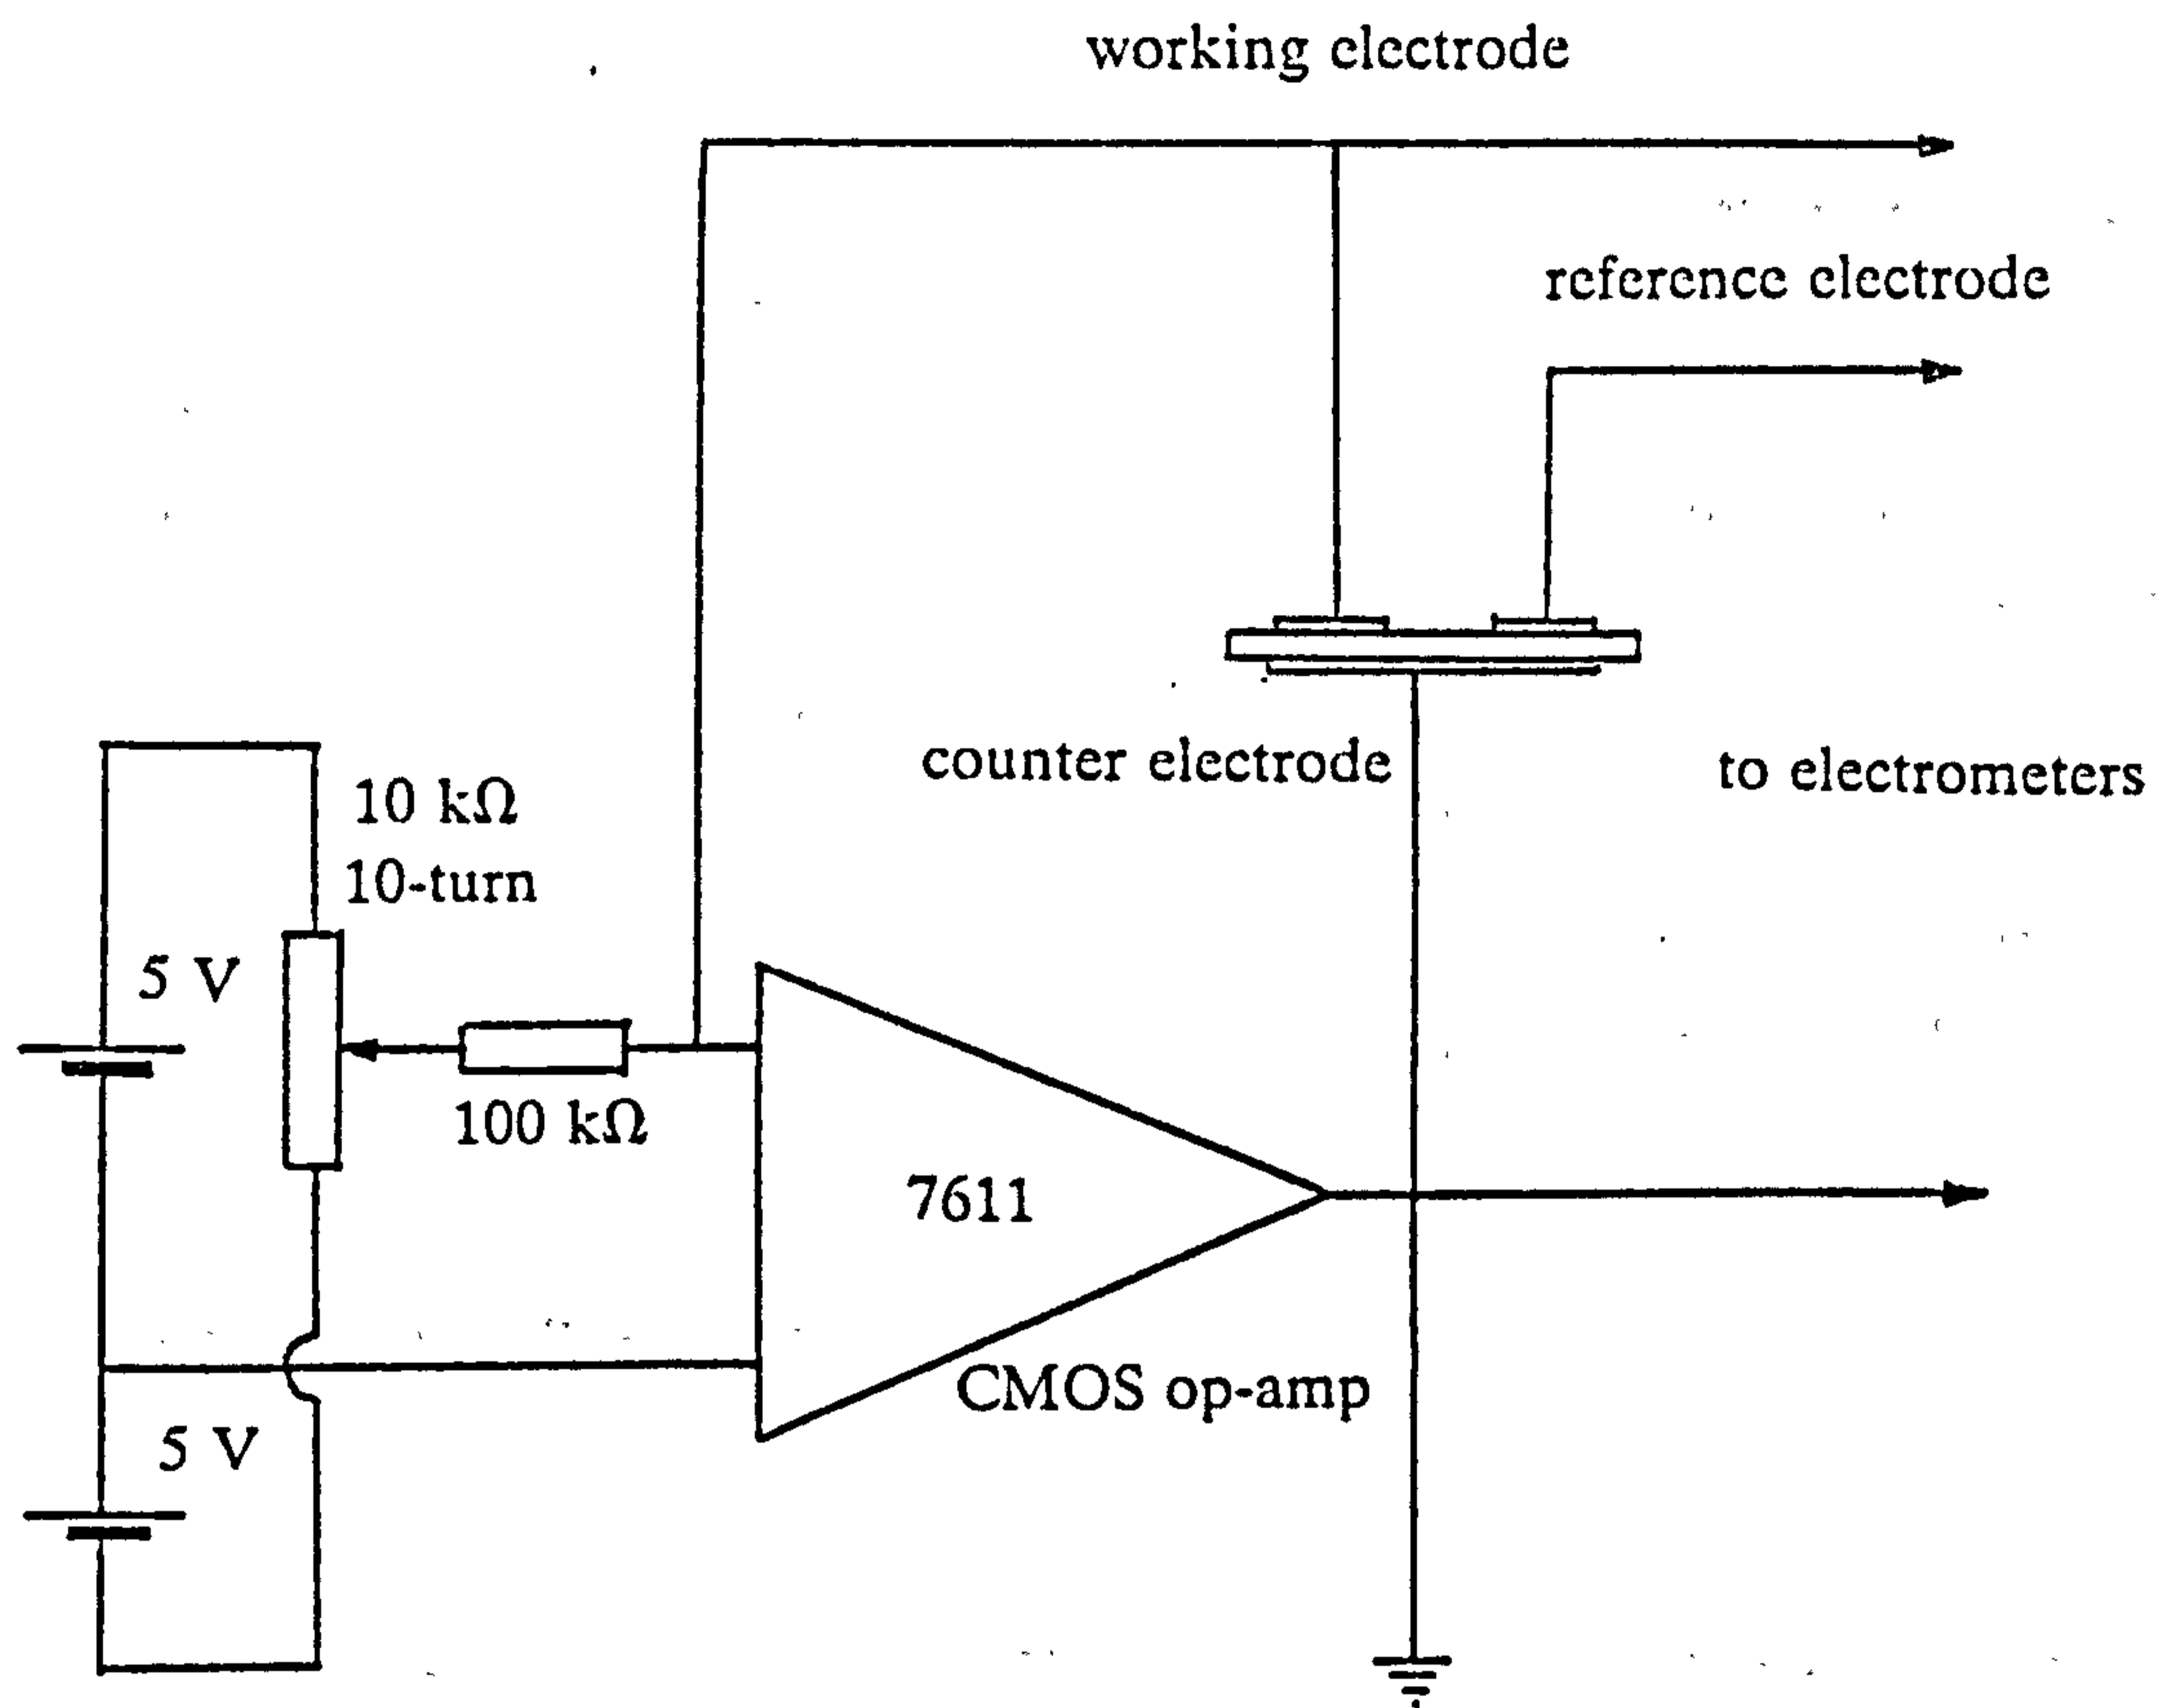 working electrode
reference electrode
counter electrode
to electrometers
10 kΩ
10-turn
5 V
100 kΩ
7611
CMOS op-amp
5 V